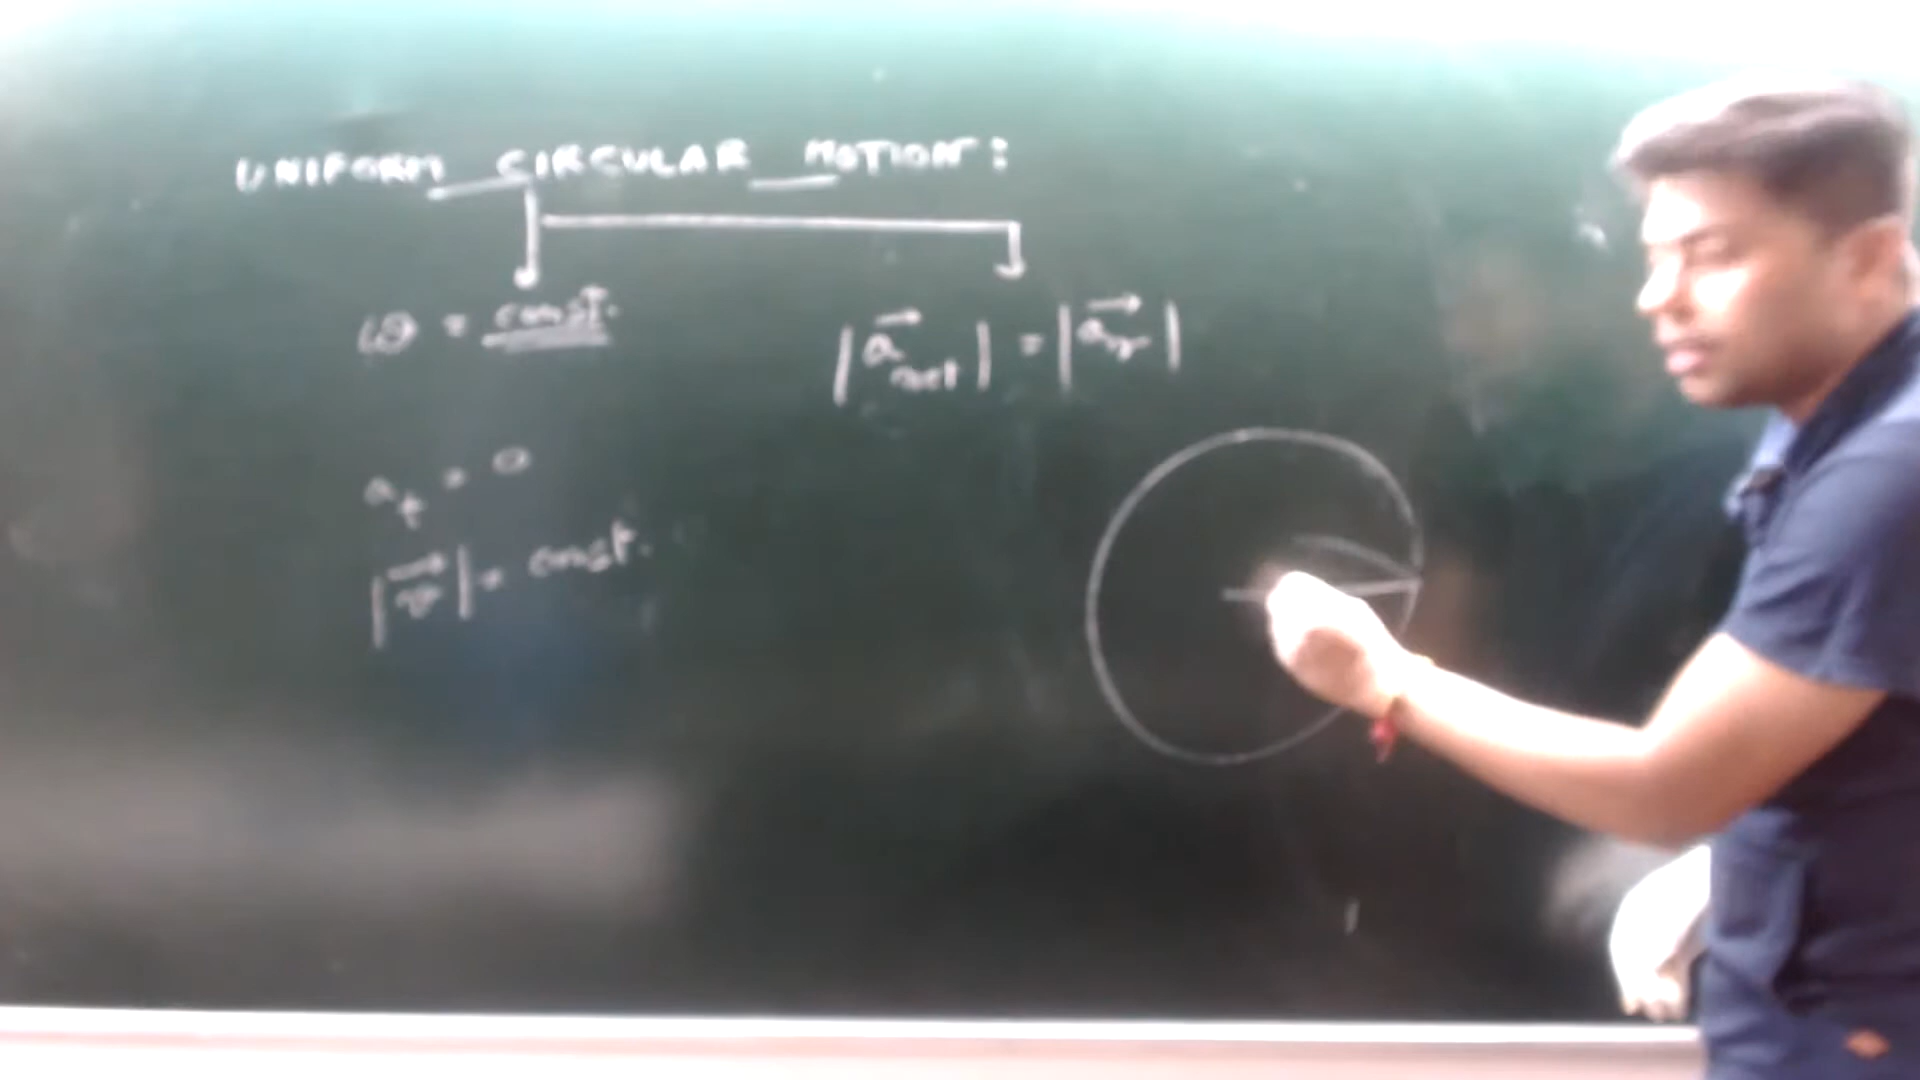 UNIFORM CIRCULAR MOTION:
ω = const.
|a⃗ net| = |a⃗r|
at = 0
|v⃗| = const.